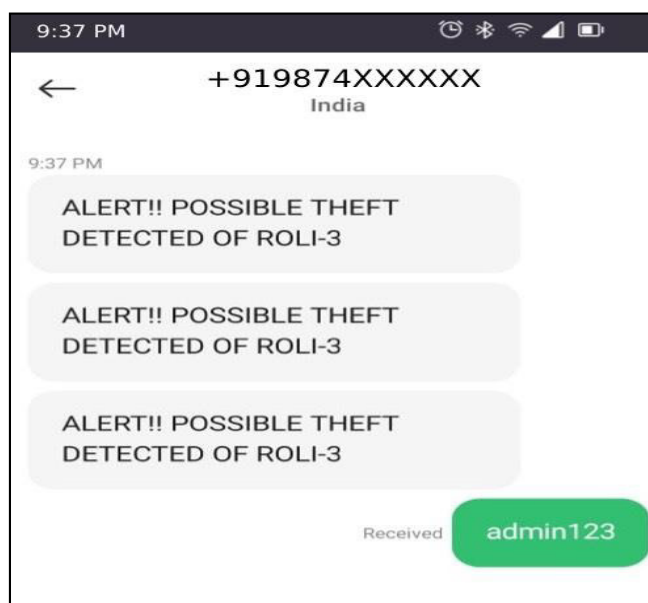 9:37 PM
+919874XXXXXX
India
9:37 PM
ALERT!! POSSIBLE THEFT
DETECTED OF ROLI-3
ALERT!! POSSIBLE THEFT
DETECTED OF ROLI-3
ALERT!! POSSIBLE THEFT
DETECTED OF ROLI-3
Received admin123